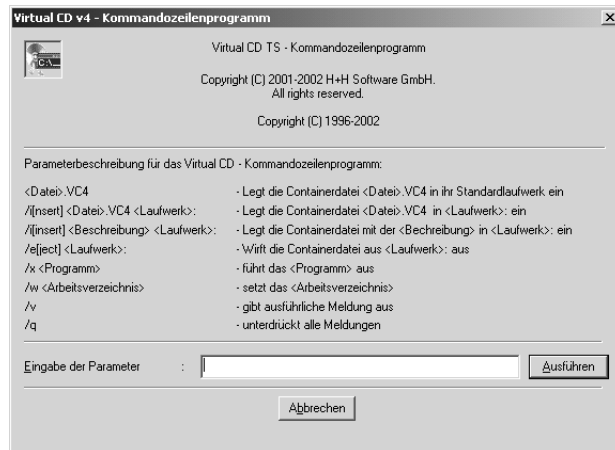 Virtual CD v4 - Kommandozeilenprogramm
C:\...
Virtual CD TS - Kommandozeilenprogramm
Copyright (C) 2001-2002 H+H Software GmbH.
All rights reserved.
Copyright (C) 1996-2002
Parameterbeschreibung für das Virtual CD - Kommandozeilenprogramm:
<Datei>.VC4 - Legt die Containerdatei <Datei>.VC4 in ihr Standardlaufwerk ein
/i[nsert] <Datei>.VC4 <Laufwerk>: - Legt die Containerdatei <Datei>.VC4 in <Laufwerk>: ein
/i[insert] <Beschreibung> <Laufwerk>: - Legt die Containerdatei mit der <Bechreibung> in <Laufwerk>: ein
/e[ject] <Laufwerk>: - Wirft die Containerdatei aus <Laufwerk>: aus
/x <Programm> - führt das <Programm> aus
/w <Arbeitsverzeichnis> - setzt das <Arbeitsverzeichnis>
/v - gibt ausführliche Meldung aus
/q - unterdrückt alle Meldungen
Eingabe der Parameter : Ausführen
Abbrechen